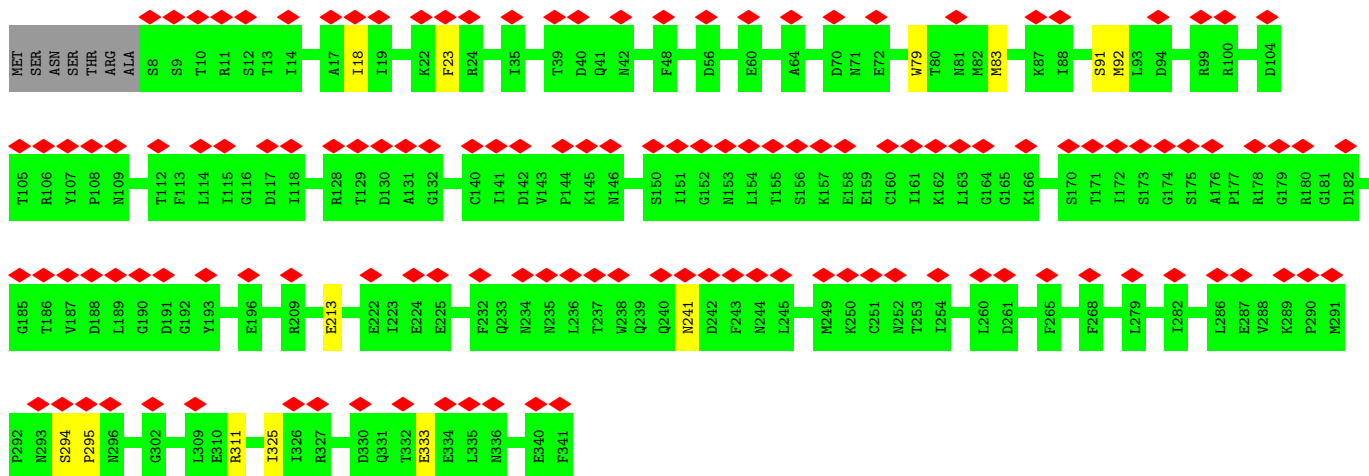 MET SER ASN SER THR ARG ALA S8 S9 T10 R11 S12 T13 I14 A17 I18 I19 K22 F23 R24 I35 T39 D40 Q41 N42 F48 D56 E60 A64 D70 N71 E72 W79 T80 N81 M82 M83 K87 I88 S91 M92 L93 D94 R99 R100 D104
T105 R106 Y107 P108 N109 T112 F113 L114 I115 G116 D117 I118 R128 T129 D130 A131 G132 C140 I141 D142 V143 P144 K145 N146 S150 I151 G152 N153 L154 T155 S156 K157 E158 E159 C160 I161 K162 L163 G164 G165 K166 S170 T171 I172 S173 G174 S175 A176 P177 R178 G179 R180 G181 D182
G185 T186 V187 D188 L189 G190 D191 G192 Y193 E196 R209 E213 E222 I223 E224 E225 F232 Q233 N234 N235 L236 T237 W238 Q239 Q240 N241 D242 F243 N244 L245 M249 K250 C251 N252 T253 I254 L260 D261 F265 F268 L279 I282 L286 E287 V288 K289 P290 M291
P292 N293 S294 P295 N296 G302 L309 E310 R311 I325 I326 R327 D330 Q331 T332 E333 E334 L335 N336 E340 F341